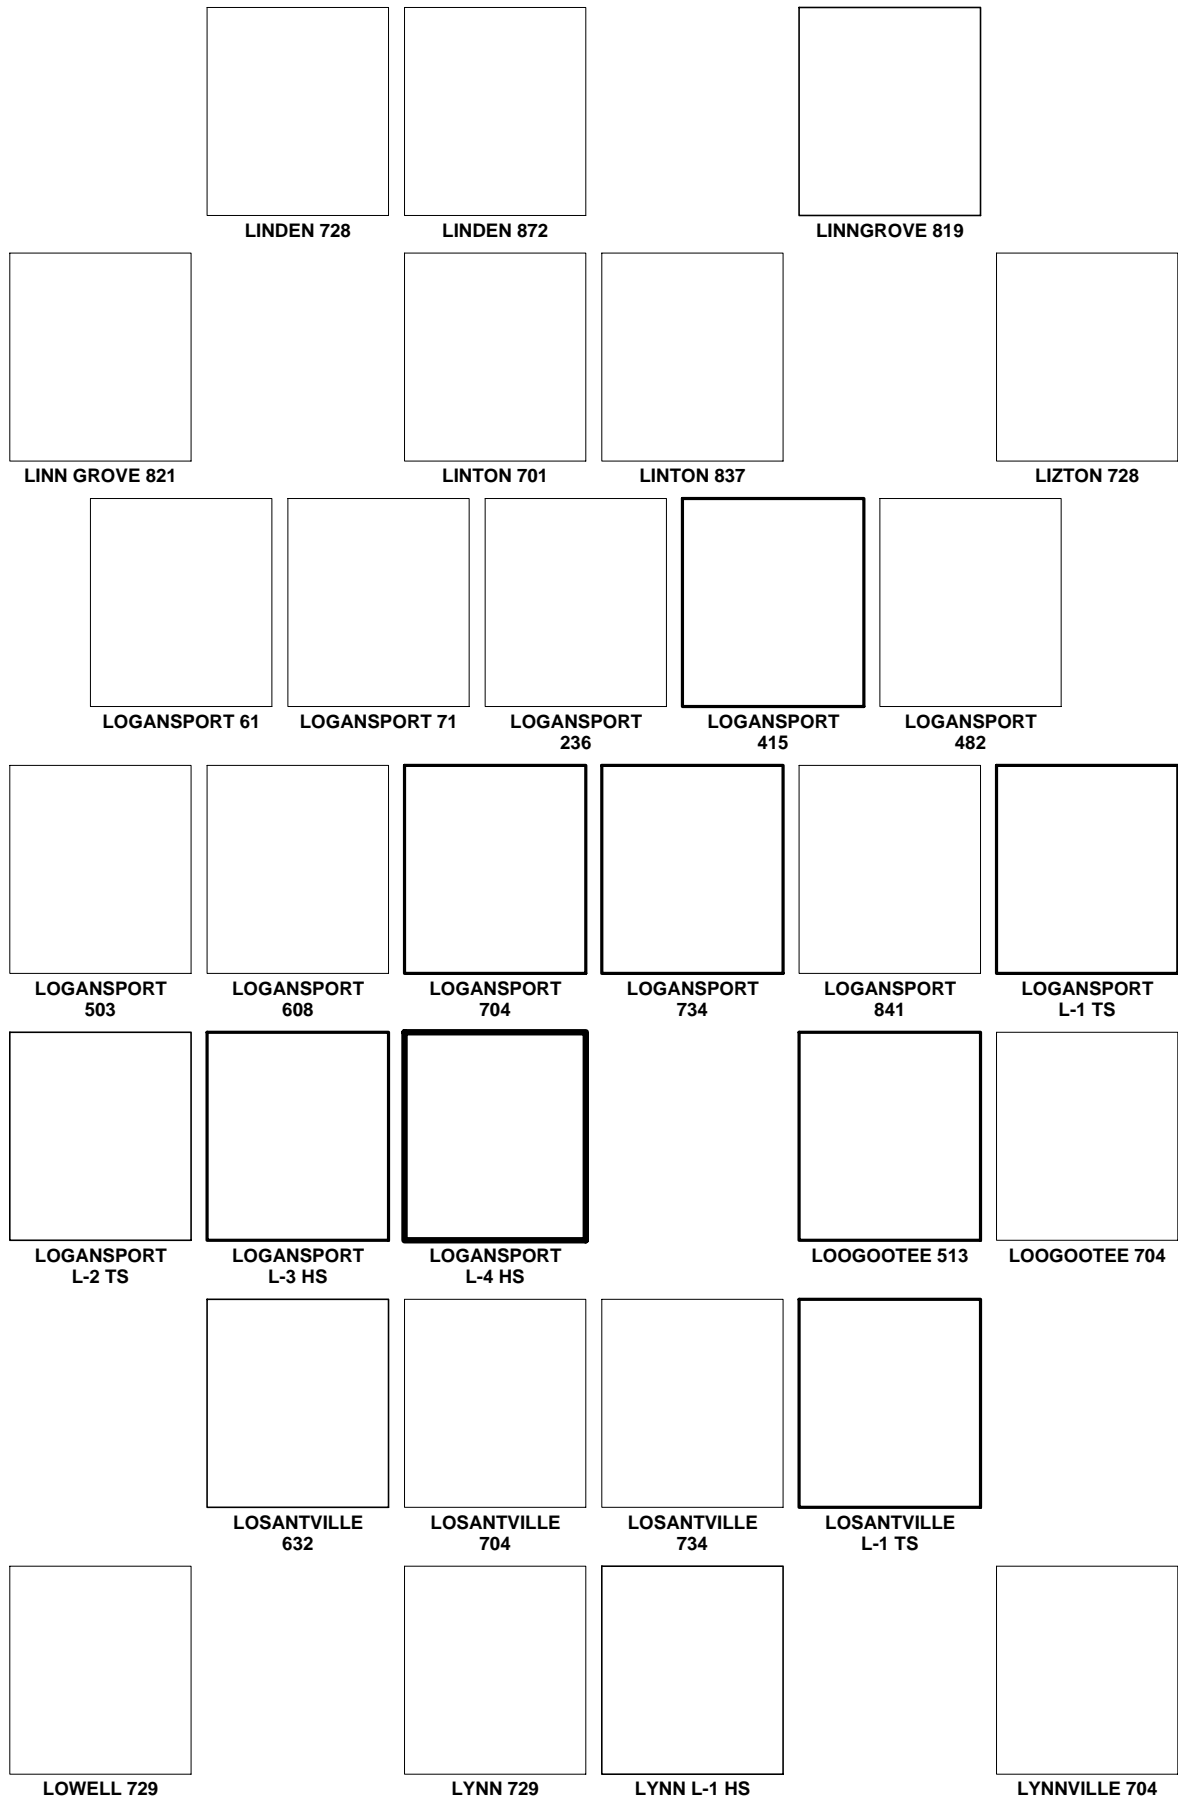 LINDEN 728
LINDEN 872
LINNGROVE 819
LINN GROVE 821
LINTON 701
LINTON 837
LIZTON 728
LOGANSPORT 61
LOGANSPORT 71
LOGANSPORT
236
LOGANSPORT
415
LOGANSPORT
482
LOGANSPORT
503
LOGANSPORT
608
LOGANSPORT
704
LOGANSPORT
734
LOGANSPORT
841
LOGANSPORT
L-1 TS
LOGANSPORT
L-2 TS
LOGANSPORT
L-3 HS
LOGANSPORT
L-4 HS
LOOGOOTEE 513
LOOGOOTEE 704
LOSANTVILLE
632
LOSANTVILLE
704
LOSANTVILLE
734
LOSANTVILLE
L-1 TS
LOWELL 729
LYNN 729
LYNN L-1 HS
LYNNVILLE 704